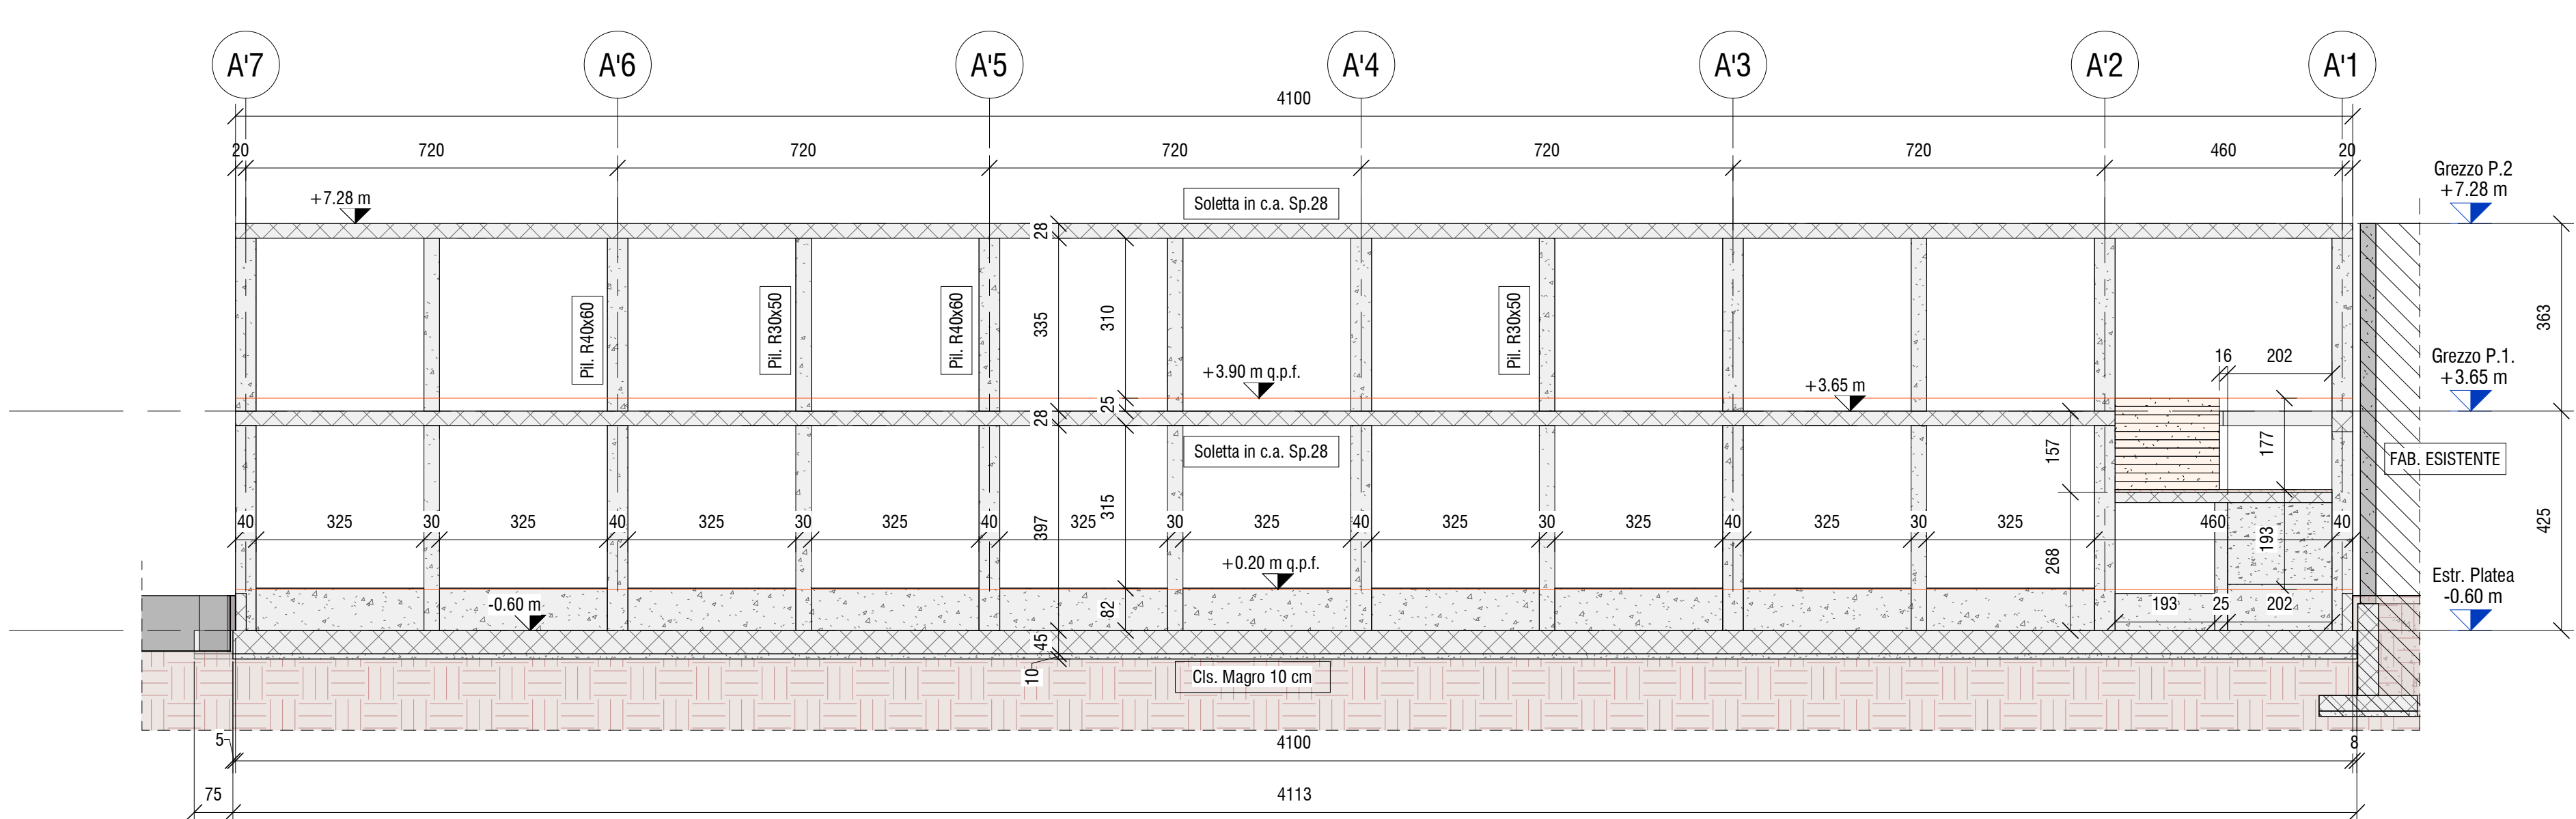 A'7 A'6 A'5 A'4 A'3 A'2 A'1
4100
20 720 720 720 720 720 460 20
Grezzo P.2
+7.28 m
+7.28 m
Soletta in c.a. Sp.28
28
Pil. R40x60
Pil. R30x50
Pil. R40x60
335
310
Pil. R30x50
363
16 202
Grezzo P.1.
+3.65 m
+3.90 m q.p.f.
+3.65 m
25
28
Soletta in c.a. Sp.28
157
177
FAB. ESISTENTE
40 325 30 325 40 325 30 325 40 325 30 325 40 325 30 325 40 325 30 325 460 40
397
315
193
425
268
+0.20 m q.p.f.
Estr. Platea
-0.60 m
-0.60 m
82
193 25 202
45
10
Cls. Magro 10 cm
5
4100
8
75
4113